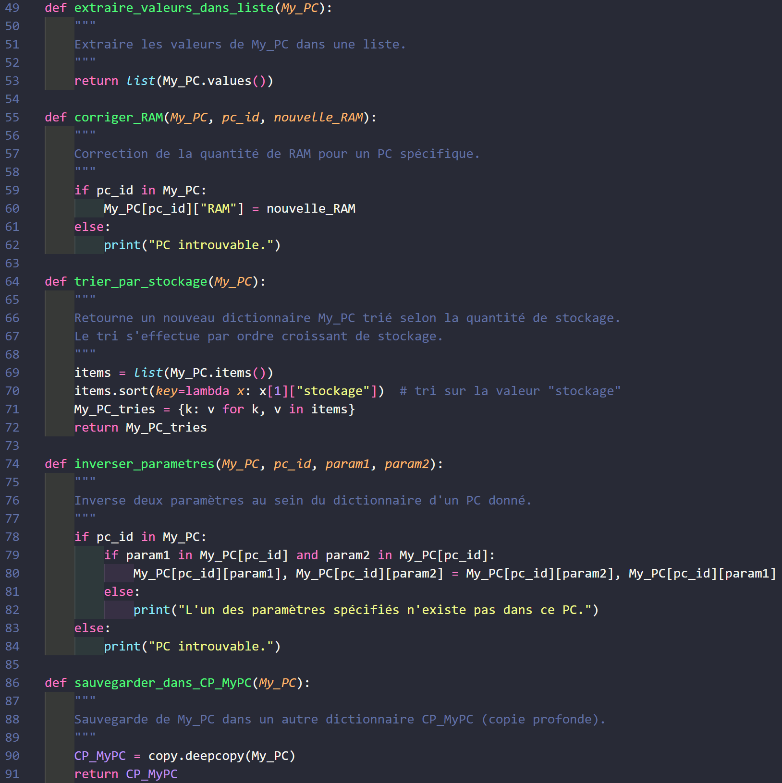 49 def extraire_valeurs_dans_liste(My_PC):
50     """
51     Extraire les valeurs de My_PC dans une liste.
52     """
53     return list(My_PC.values())
54
55 def corriger_RAM(My_PC, pc_id, nouvelle_RAM):
56     """
57     Correction de la quantité de RAM pour un PC spécifique.
58     """
59     if pc_id in My_PC:
60         My_PC[pc_id]["RAM"] = nouvelle_RAM
61     else:
62         print("PC introuvable.")
63
64 def trier_par_stockage(My_PC):
65     """
66     Retourne un nouveau dictionnaire My_PC trié selon la quantité de stockage.
67     Le tri s'effectue par ordre croissant de stockage.
68     """
69     items = list(My_PC.items())
70     items.sort(key=lambda x: x[1]["stockage"])  # tri sur la valeur "stockage"
71     My_PC_tries = {k: v for k, v in items}
72     return My_PC_tries
73
74 def inverser_parametres(My_PC, pc_id, param1, param2):
75     """
76     Inverse deux paramètres au sein du dictionnaire d'un PC donné.
77     """
78     if pc_id in My_PC:
79         if param1 in My_PC[pc_id] and param2 in My_PC[pc_id]:
80             My_PC[pc_id][param1], My_PC[pc_id][param2] = My_PC[pc_id][param2], My_PC[pc_id][param1]
81         else:
82             print("L'un des paramètres spécifiés n'existe pas dans ce PC.")
83     else:
84         print("PC introuvable.")
85
86 def sauvegarder_dans_CP_MyPC(My_PC):
87     """
88     Sauvegarde de My_PC dans un autre dictionnaire CP_MyPC (copie profonde).
89     """
90     CP_MyPC = copy.deepcopy(My_PC)
91     return CP_MyPC